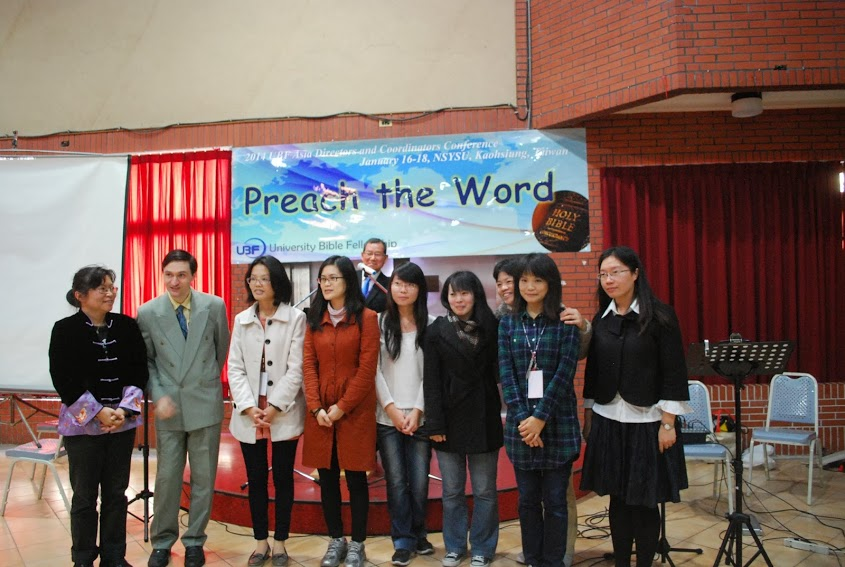 2014 UBF Asia Directors and Coordinators Conference
January 16-18, NSYSU, Kaohsiung, Taiwan
Preach the Word
HOLY
BIBLE
UBF University Bible Fellowship